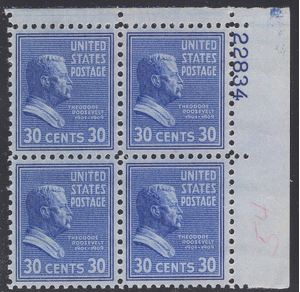 UNITED
STATES
POSTAGE
THEODORE
ROOSEVELT
1901-1909
30 CENTS 30
UNITED
STATES
POSTAGE
THEODORE
ROOSEVELT
1901-1909
30 CENTS 30
22834
UNITED
STATES
POSTAGE
THEODORE
ROOSEVELT
1901-1909
30 CENTS 30
UNITED
STATES
POSTAGE
THEODORE
ROOSEVELT
1901-1909
30 CENTS 30